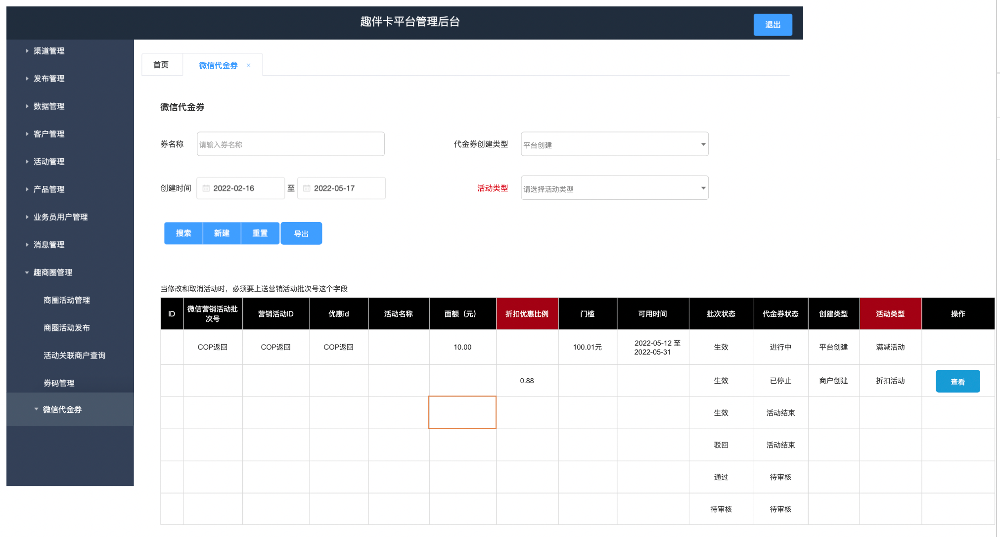 趣伴卡平台管理后台
退出
渠道管理
发布管理
数据管理
客户管理
活动管理
产品管理
业务员用户管理
消息管理
趣商圈管理
商圈活动管理
商圈活动发布
活动关联商户查询
券码管理
微信代金券
首页 微信代金券 ×
微信代金券
券名称 请输入券名称 代金券创建类型 平台创建
创建时间 2022-02-16 至 2022-05-17 活动类型 请选择活动类型
搜索 新建 重置 导出
当修改和取消活动时，必须要上送营销活动批次号这个字段
ID 微信营销活动批次号 营销活动ID 优惠id 活动名称 面额（元） 折扣优惠比例 门槛 可用时间 批次状态 代金券状态 创建类型 活动类型 操作
COP返回 COP返回 COP返回 10.00 100.01元 2022-05-12 至 2022-05-31 生效 进行中 平台创建 满减活动
0.88 生效 已停止 商户创建 折扣活动 查看
生效 活动结束
驳回 活动结束
通过 待审核
待审核 待审核